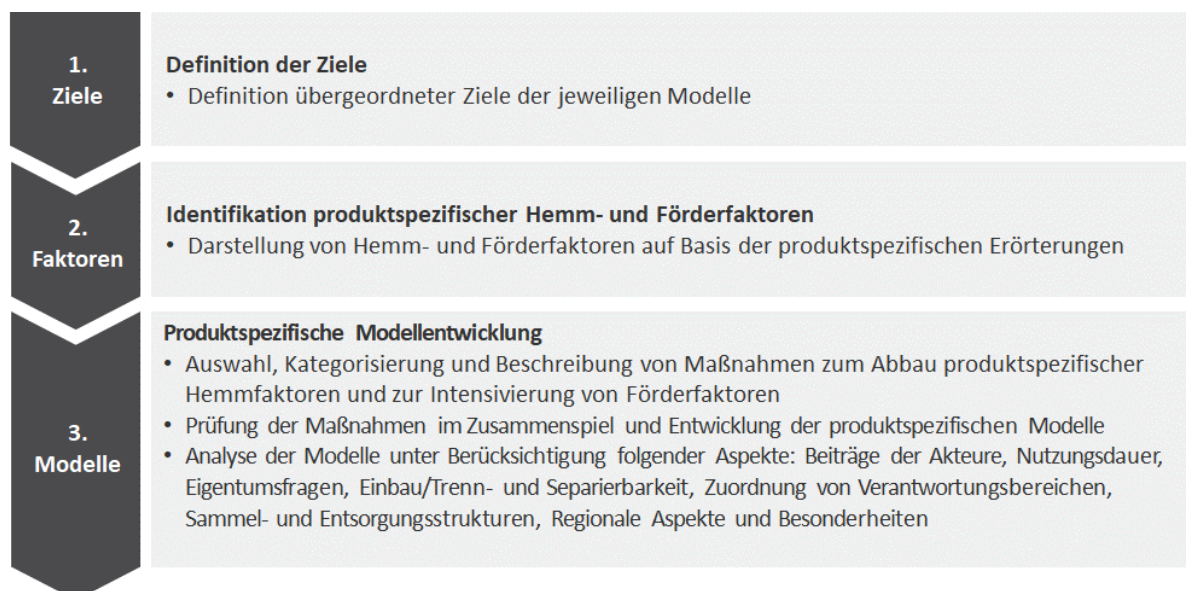 1.
Ziele
Definition der Ziele
• Definition übergeordneter Ziele der jeweiligen Modelle
2.
Faktoren
Identifikation produktspezifischer Hemm- und Förderfaktoren
• Darstellung von Hemm- und Förderfaktoren auf Basis der produktspezifischen Erörterungen
3.
Modelle
Produktspezifische Modellentwicklung
• Auswahl, Kategorisierung und Beschreibung von Maßnahmen zum Abbau produktspezifischer
Hemmfaktoren und zur Intensivierung von Förderfaktoren
• Prüfung der Maßnahmen im Zusammenspiel und Entwicklung der produktspezifischen Modelle
• Analyse der Modelle unter Berücksichtigung folgender Aspekte: Beiträge der Akteure, Nutzungsdauer,
Eigentumsfragen, Einbau/Trenn- und Separierbarkeit, Zuordnung von Verantwortungsbereichen,
Sammel- und Entsorgungsstrukturen, Regionale Aspekte und Besonderheiten